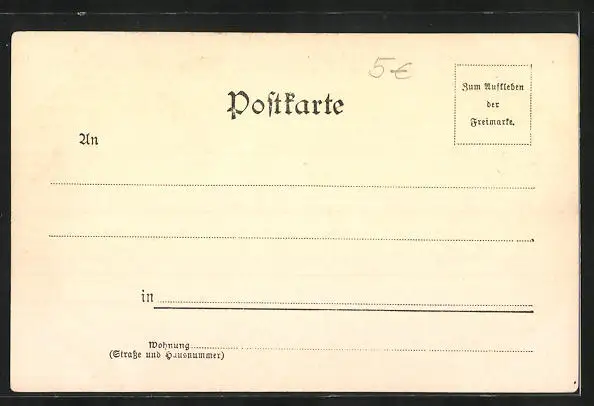 5€
Postkarte
Zum Aufkleben
der
Freimarke.
An
in
Wohnung
(Straße und Hausnummer)